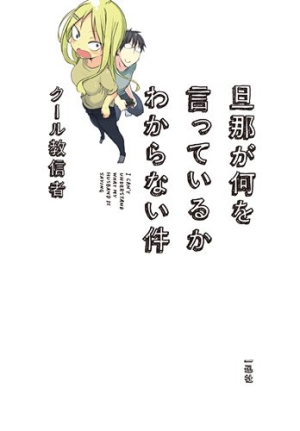 旦那が何を
言っているか
わからない件
I CAN'T
UNDERSTAND
WHAT MY
HUSBAND IS
SAYING
クール教信者
一迅社